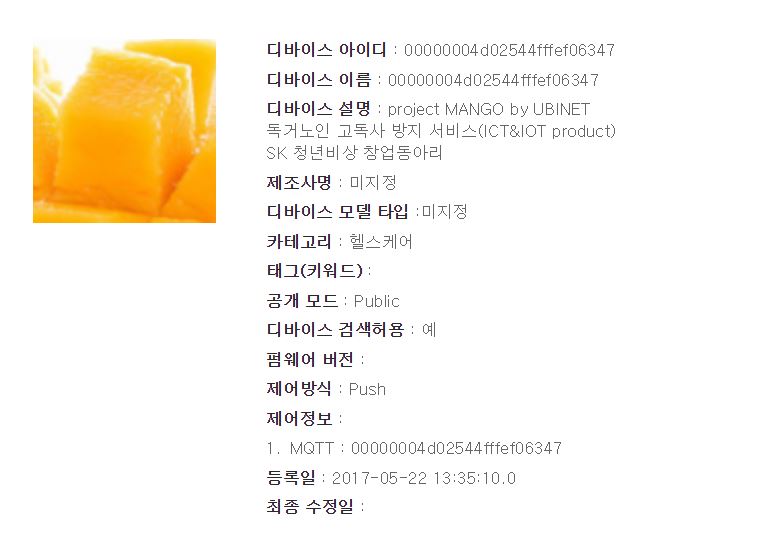 디바이스 아이디 : 00000004d02544fffef06347
디바이스 이름 : 00000004d02544fffef06347
디바이스 설명 : project MANGO by UBINET
독거노인 고독사 방지 서비스(ICT&IOT product)
SK 청년비상 창업동아리
제조사명 : 미지정
디바이스 모델 타입 :미지정
카테고리 : 헬스케어
태그(키워드) :
공개 모드 : Public
디바이스 검색허용 : 예
펌웨어 버전 :
제어방식 : Push
제어정보 :
1. MQTT : 00000004d02544fffef06347
등록일 : 2017-05-22 13:35:10.0
최종 수정일 :